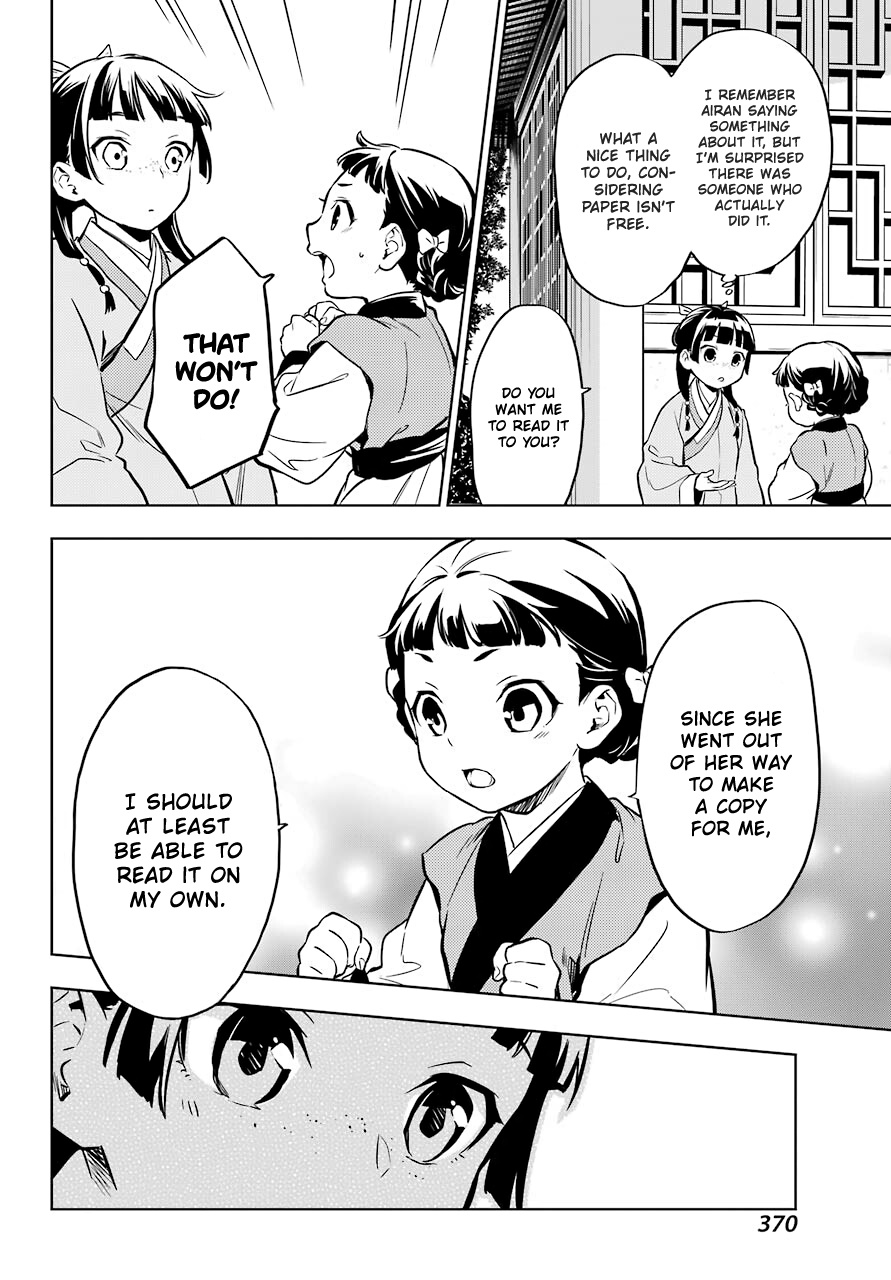 I REMEMBER
AIRAN SAYING
SOMETHING
ABOUT IT, BUT
I'M SURPRISED
THERE WAS
SOMEONE WHO
ACTUALLY
DID IT.
WHAT A
NICE THING
TO DO, CON-
SIDERING
PAPER ISN'T
FREE.
DO YOU
WANT ME
TO READ IT
TO YOU?
THAT
WON'T
DO!
SINCE SHE
WENT OUT
OF HER WAY
TO MAKE
A COPY
FOR ME,
I SHOULD
AT LEAST
BE ABLE TO
READ IT ON
MY OWN.
370